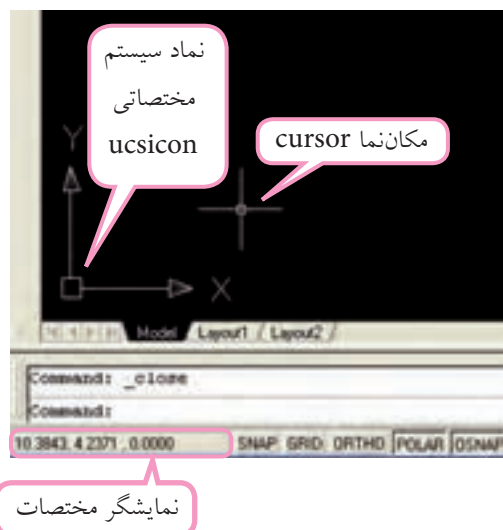 نماد سیستم
مختصاتی
ucsicon
مکان‌نما cursor
Y
X
Model Layout1 Layout2
Command: _close
Command:
10.3843, 4.2371 , 0.0000 SNAP GRID ORTHO POLAR OSNAP
نمایشگر مختصات